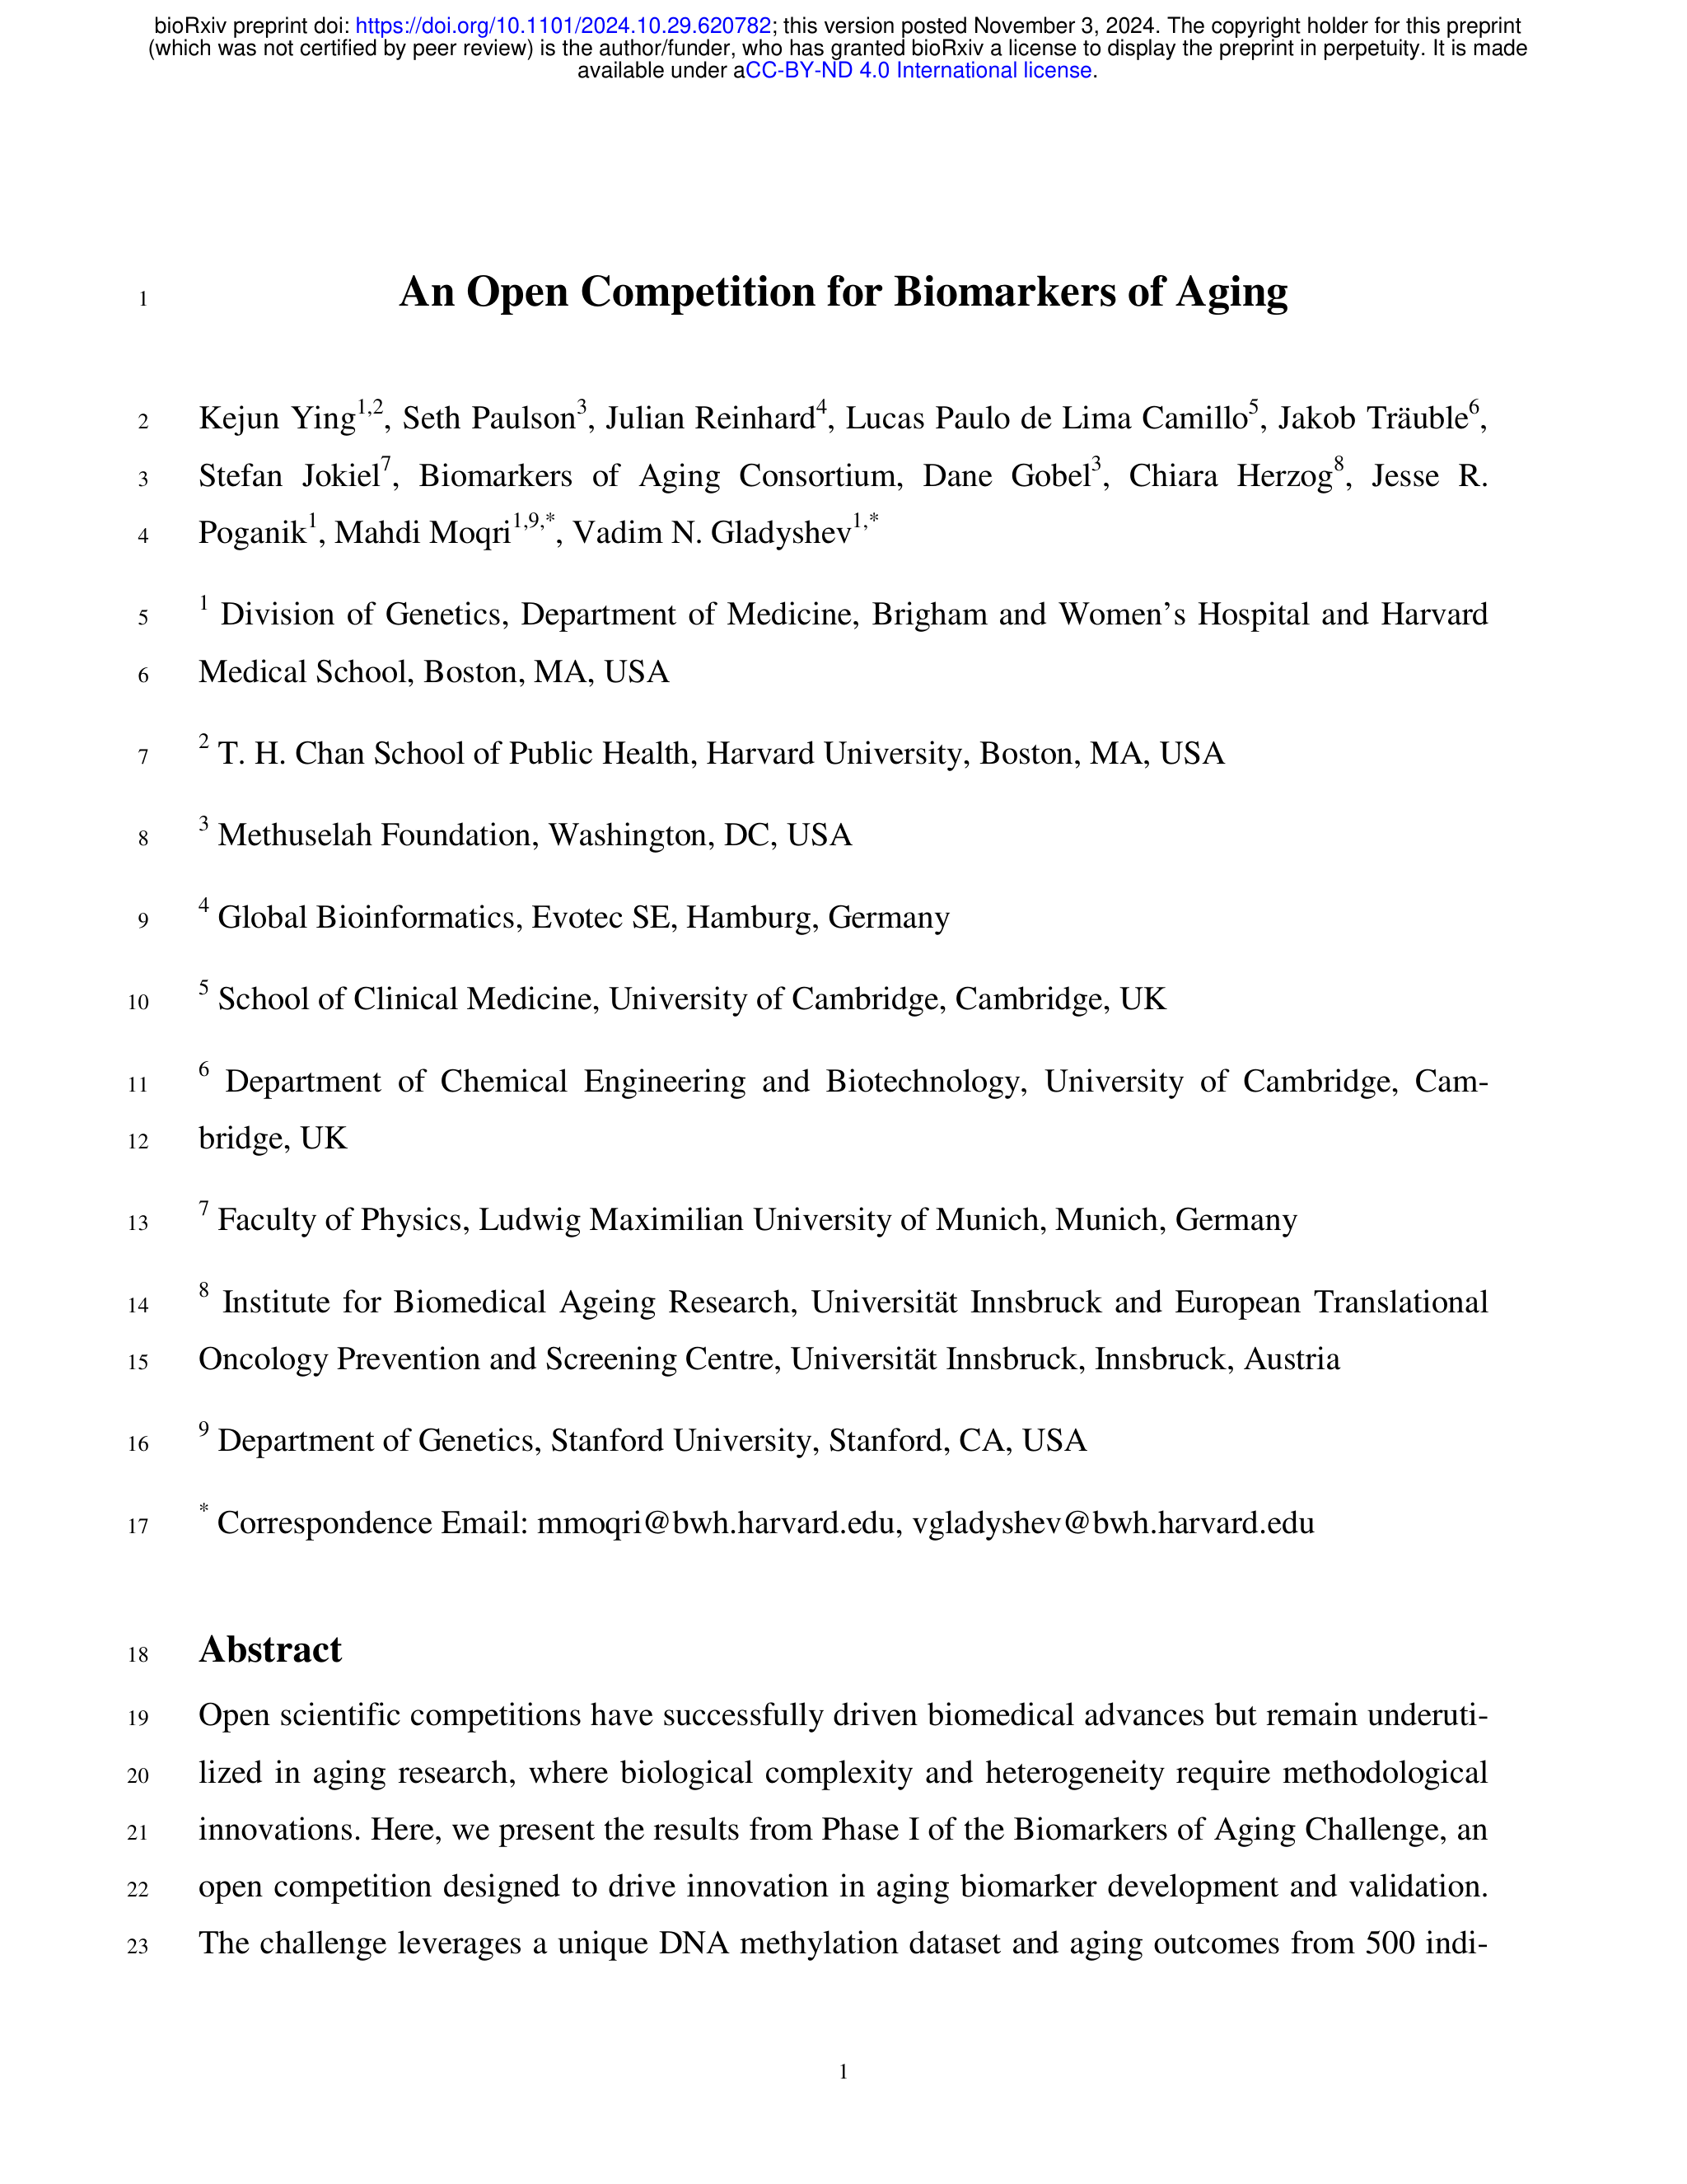 bioRxiv preprint doi: https://doi.org/10.1101/2024.10.29.620782; this version posted November 3, 2024. The copyright holder for this preprint
(which was not certified by peer review) is the author/funder, who has granted bioRxiv a license to display the preprint in perpetuity. It is made
available under aCC-BY-ND 4.0 International license.
1 An Open Competition for Biomarkers of Aging
2 Kejun Ying1,2, Seth Paulson3, Julian Reinhard4, Lucas Paulo de Lima Camillo5, Jakob Träuble6,
3 Stefan Jokiel7, Biomarkers of Aging Consortium, Dane Gobel3, Chiara Herzog8, Jesse R.
4 Poganik1, Mahdi Moqri1,9,*, Vadim N. Gladyshev1,*
5 1 Division of Genetics, Department of Medicine, Brigham and Women's Hospital and Harvard
6 Medical School, Boston, MA, USA
7 2 T. H. Chan School of Public Health, Harvard University, Boston, MA, USA
8 3 Methuselah Foundation, Washington, DC, USA
9 4 Global Bioinformatics, Evotec SE, Hamburg, Germany
10 5 School of Clinical Medicine, University of Cambridge, Cambridge, UK
11 6 Department of Chemical Engineering and Biotechnology, University of Cambridge, Cam-
12 bridge, UK
13 7 Faculty of Physics, Ludwig Maximilian University of Munich, Munich, Germany
14 8 Institute for Biomedical Ageing Research, Universität Innsbruck and European Translational
15 Oncology Prevention and Screening Centre, Universität Innsbruck, Innsbruck, Austria
16 9 Department of Genetics, Stanford University, Stanford, CA, USA
17 * Correspondence Email: mmoqri@bwh.harvard.edu, vgladyshev@bwh.harvard.edu
18 Abstract
19 Open scientific competitions have successfully driven biomedical advances but remain underuti-
20 lized in aging research, where biological complexity and heterogeneity require methodological
21 innovations. Here, we present the results from Phase I of the Biomarkers of Aging Challenge, an
22 open competition designed to drive innovation in aging biomarker development and validation.
23 The challenge leverages a unique DNA methylation dataset and aging outcomes from 500 indi-
1